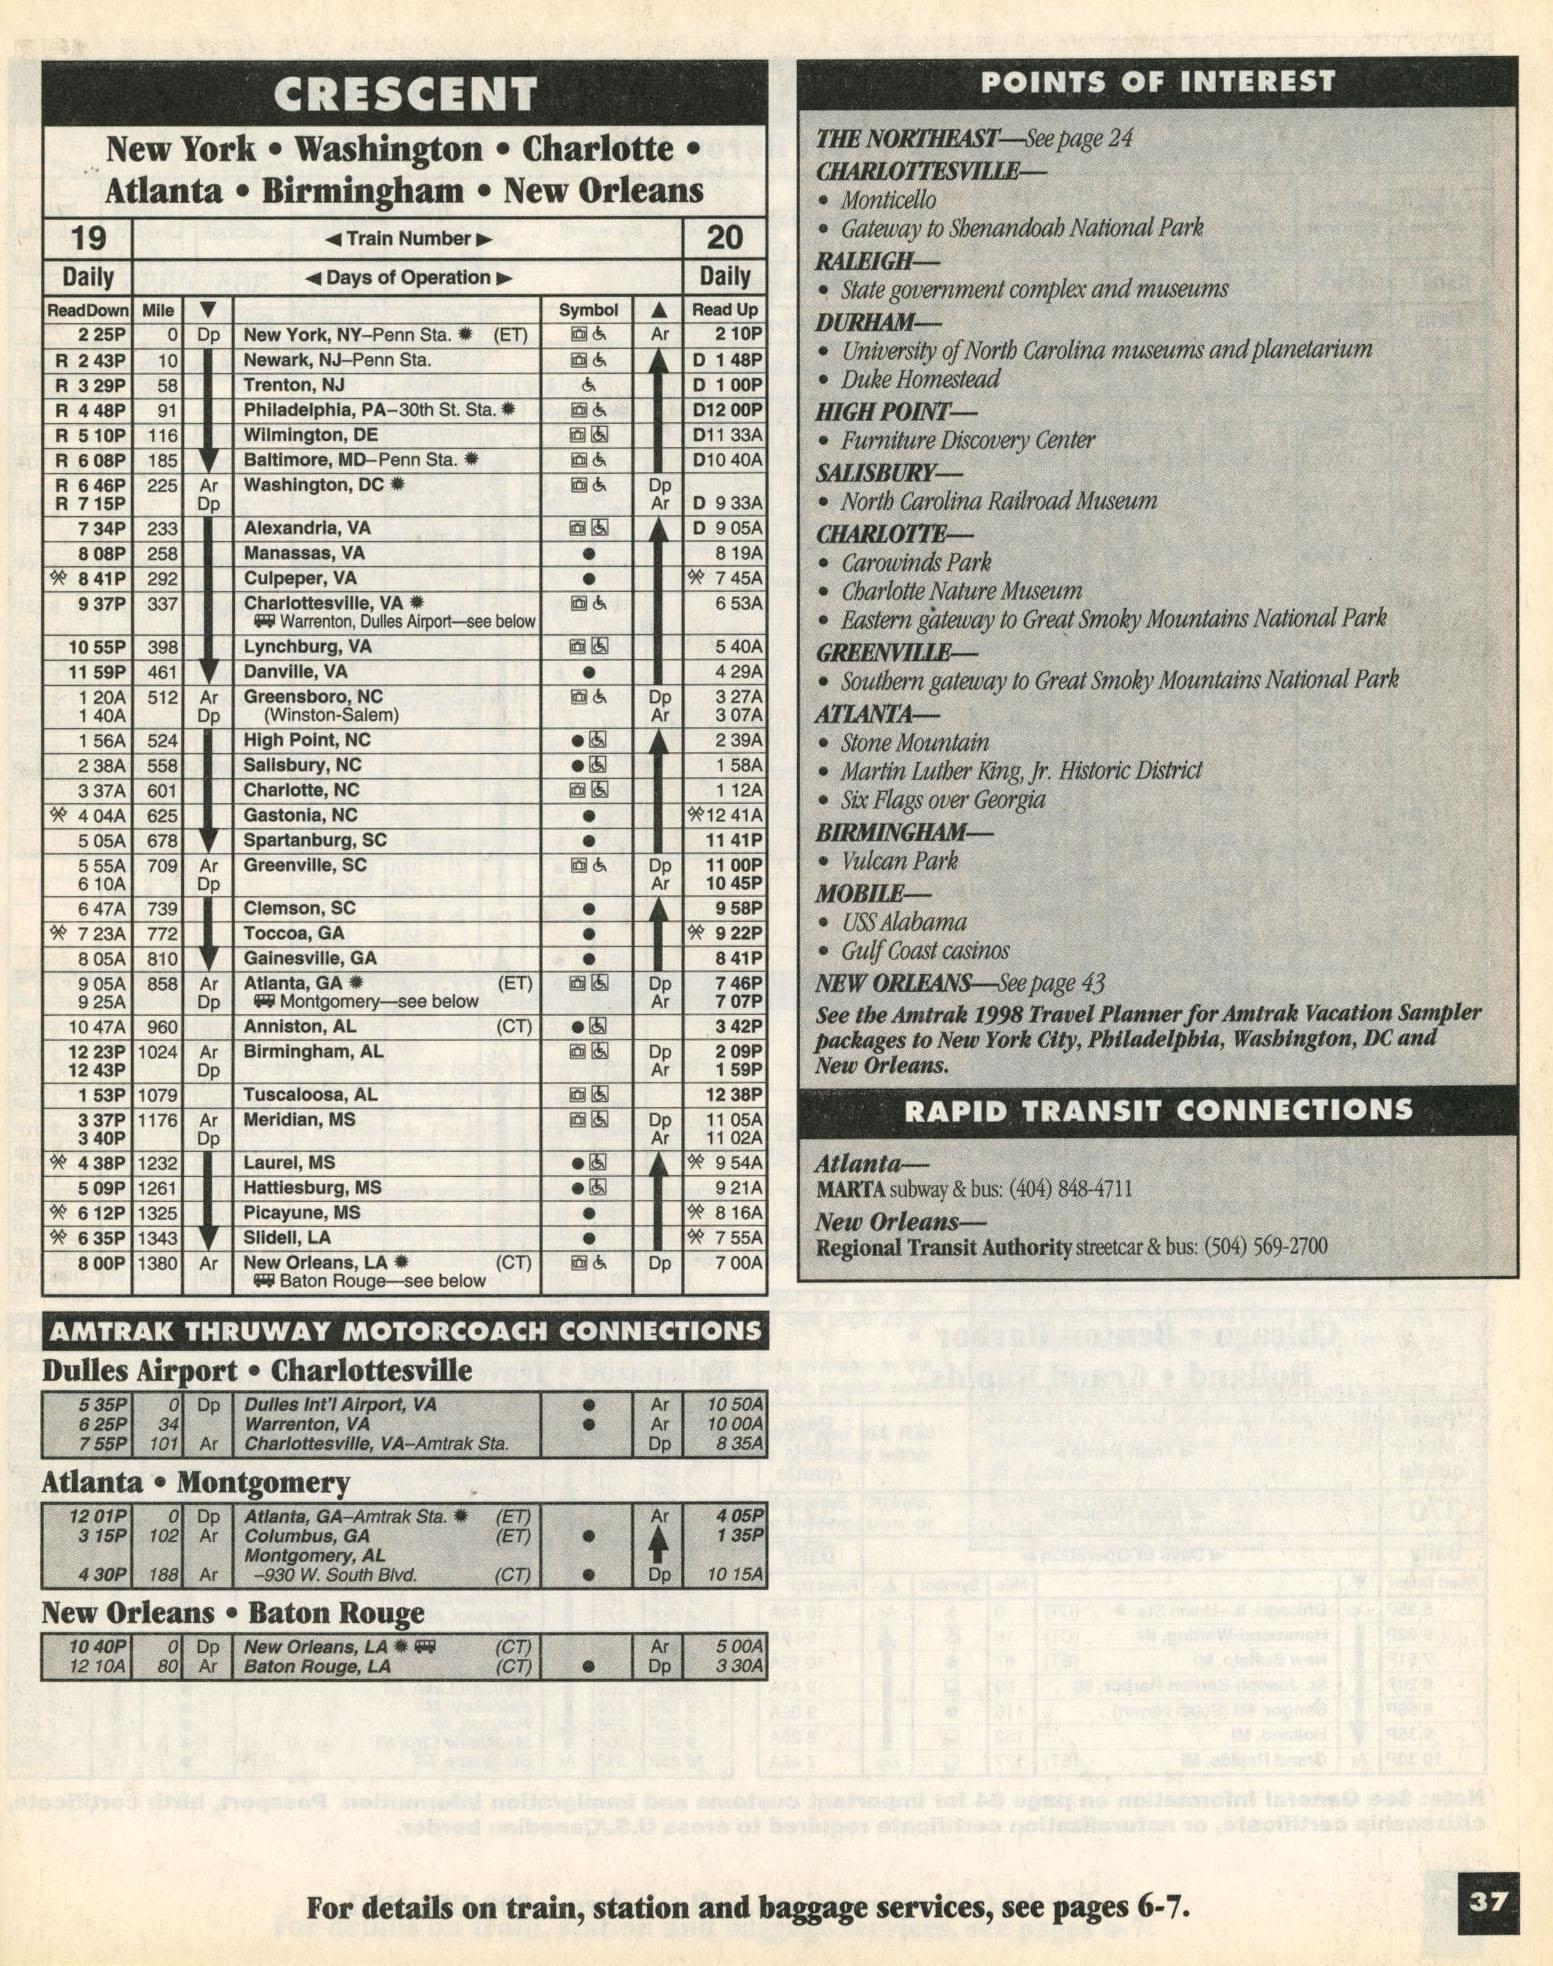 CRESCENT
New York • Washington • Charlotte •
Atlanta • Birmingham • New Orleans
19 ◄ Train Number ► 20
Daily ◄ Days of Operation ► Daily
Read Down Mile ▼ Symbol ▲ Read Up
2 25P 0 Dp New York, NY–Penn Sta. ✹ (ET) Ar 2 10P
R 2 43P 10 Newark, NJ–Penn Sta. D 1 48P
R 3 29P 58 Trenton, NJ D 1 00P
R 4 48P 91 Philadelphia, PA–30th St. Sta. ✹ D12 00P
R 5 10P 116 Wilmington, DE D11 33A
R 6 08P 185 Baltimore, MD–Penn Sta. ✹ D10 40A
R 6 46P 225 Ar Washington, DC ✹ Dp
R 7 15P Dp Ar D 9 33A
7 34P 233 Alexandria, VA D 9 05A
8 08P 258 Manassas, VA ● 8 19A
8 41P 292 Culpeper, VA ● 7 45A
9 37P 337 Charlottesville, VA ✹ 6 53A
Warrenton, Dulles Airport—see below
10 55P 398 Lynchburg, VA 5 40A
11 59P 461 Danville, VA ● 4 29A
1 20A 512 Ar Greensboro, NC Dp 3 27A
1 40A Dp (Winston-Salem) Ar 3 07A
1 56A 524 High Point, NC ● 2 39A
2 38A 558 Salisbury, NC ● 1 58A
3 37A 601 Charlotte, NC 1 12A
4 04A 625 Gastonia, NC ● 12 41A
5 05A 678 Spartanburg, SC ● 11 41P
5 55A 709 Ar Greenville, SC Dp 11 00P
6 10A Dp Ar 10 45P
6 47A 739 Clemson, SC ● 9 58P
7 23A 772 Toccoa, GA ● 9 22P
8 05A 810 Gainesville, GA ● 8 41P
9 05A 858 Ar Atlanta, GA ✹ (ET) Dp 7 46P
9 25A Dp Montgomery—see below Ar 7 07P
10 47A 960 Anniston, AL (CT) ● 3 42P
12 23P 1024 Ar Birmingham, AL Dp 2 09P
12 43P Dp Ar 1 59P
1 53P 1079 Tuscaloosa, AL 12 38P
3 37P 1176 Ar Meridian, MS Dp 11 05A
3 40P Dp Ar 11 02A
4 38P 1232 Laurel, MS ● 9 54A
5 09P 1261 Hattiesburg, MS ● 9 21A
6 12P 1325 Picayune, MS ● 8 16A
6 35P 1343 Slidell, LA ● 7 55A
8 00P 1380 Ar New Orleans, LA ✹ (CT) Dp 7 00A
Baton Rouge—see below
AMTRAK THRUWAY MOTORCOACH CONNECTIONS
Dulles Airport • Charlottesville
5 35P 0 Dp Dulles Int'l Airport, VA ● Ar 10 50A
6 25P 34 Warrenton, VA ● Ar 10 00A
7 55P 101 Ar Charlottesville, VA–Amtrak Sta. Dp 8 35A
Atlanta • Montgomery
12 01P 0 Dp Atlanta, GA–Amtrak Sta. ✹ (ET) Ar 4 05P
3 15P 102 Ar Columbus, GA (ET) ● 1 35P
Montgomery, AL
4 30P 188 Ar –930 W. South Blvd. (CT) ● Dp 10 15A
New Orleans • Baton Rouge
10 40P 0 Dp New Orleans, LA ✹ (CT) Ar 5 00A
12 10A 80 Ar Baton Rouge, LA (CT) ● Dp 3 30A
POINTS OF INTEREST
THE NORTHEAST—See page 24
CHARLOTTESVILLE—
• Monticello
• Gateway to Shenandoah National Park
RALEIGH—
• State government complex and museums
DURHAM—
• University of North Carolina museums and planetarium
• Duke Homestead
HIGH POINT—
• Furniture Discovery Center
SALISBURY—
• North Carolina Railroad Museum
CHARLOTTE—
• Carowinds Park
• Charlotte Nature Museum
• Eastern gateway to Great Smoky Mountains National Park
GREENVILLE—
• Southern gateway to Great Smoky Mountains National Park
ATLANTA—
• Stone Mountain
• Martin Luther King, Jr. Historic District
• Six Flags over Georgia
BIRMINGHAM—
• Vulcan Park
MOBILE—
• USS Alabama
• Gulf Coast casinos
NEW ORLEANS—See page 43
See the Amtrak 1998 Travel Planner for Amtrak Vacation Sampler
packages to New York City, Philadelphia, Washington, DC and
New Orleans.
RAPID TRANSIT CONNECTIONS
Atlanta—
MARTA subway & bus: (404) 848-4711
New Orleans—
Regional Transit Authority streetcar & bus: (504) 569-2700
For details on train, station and baggage services, see pages 6-7.
37